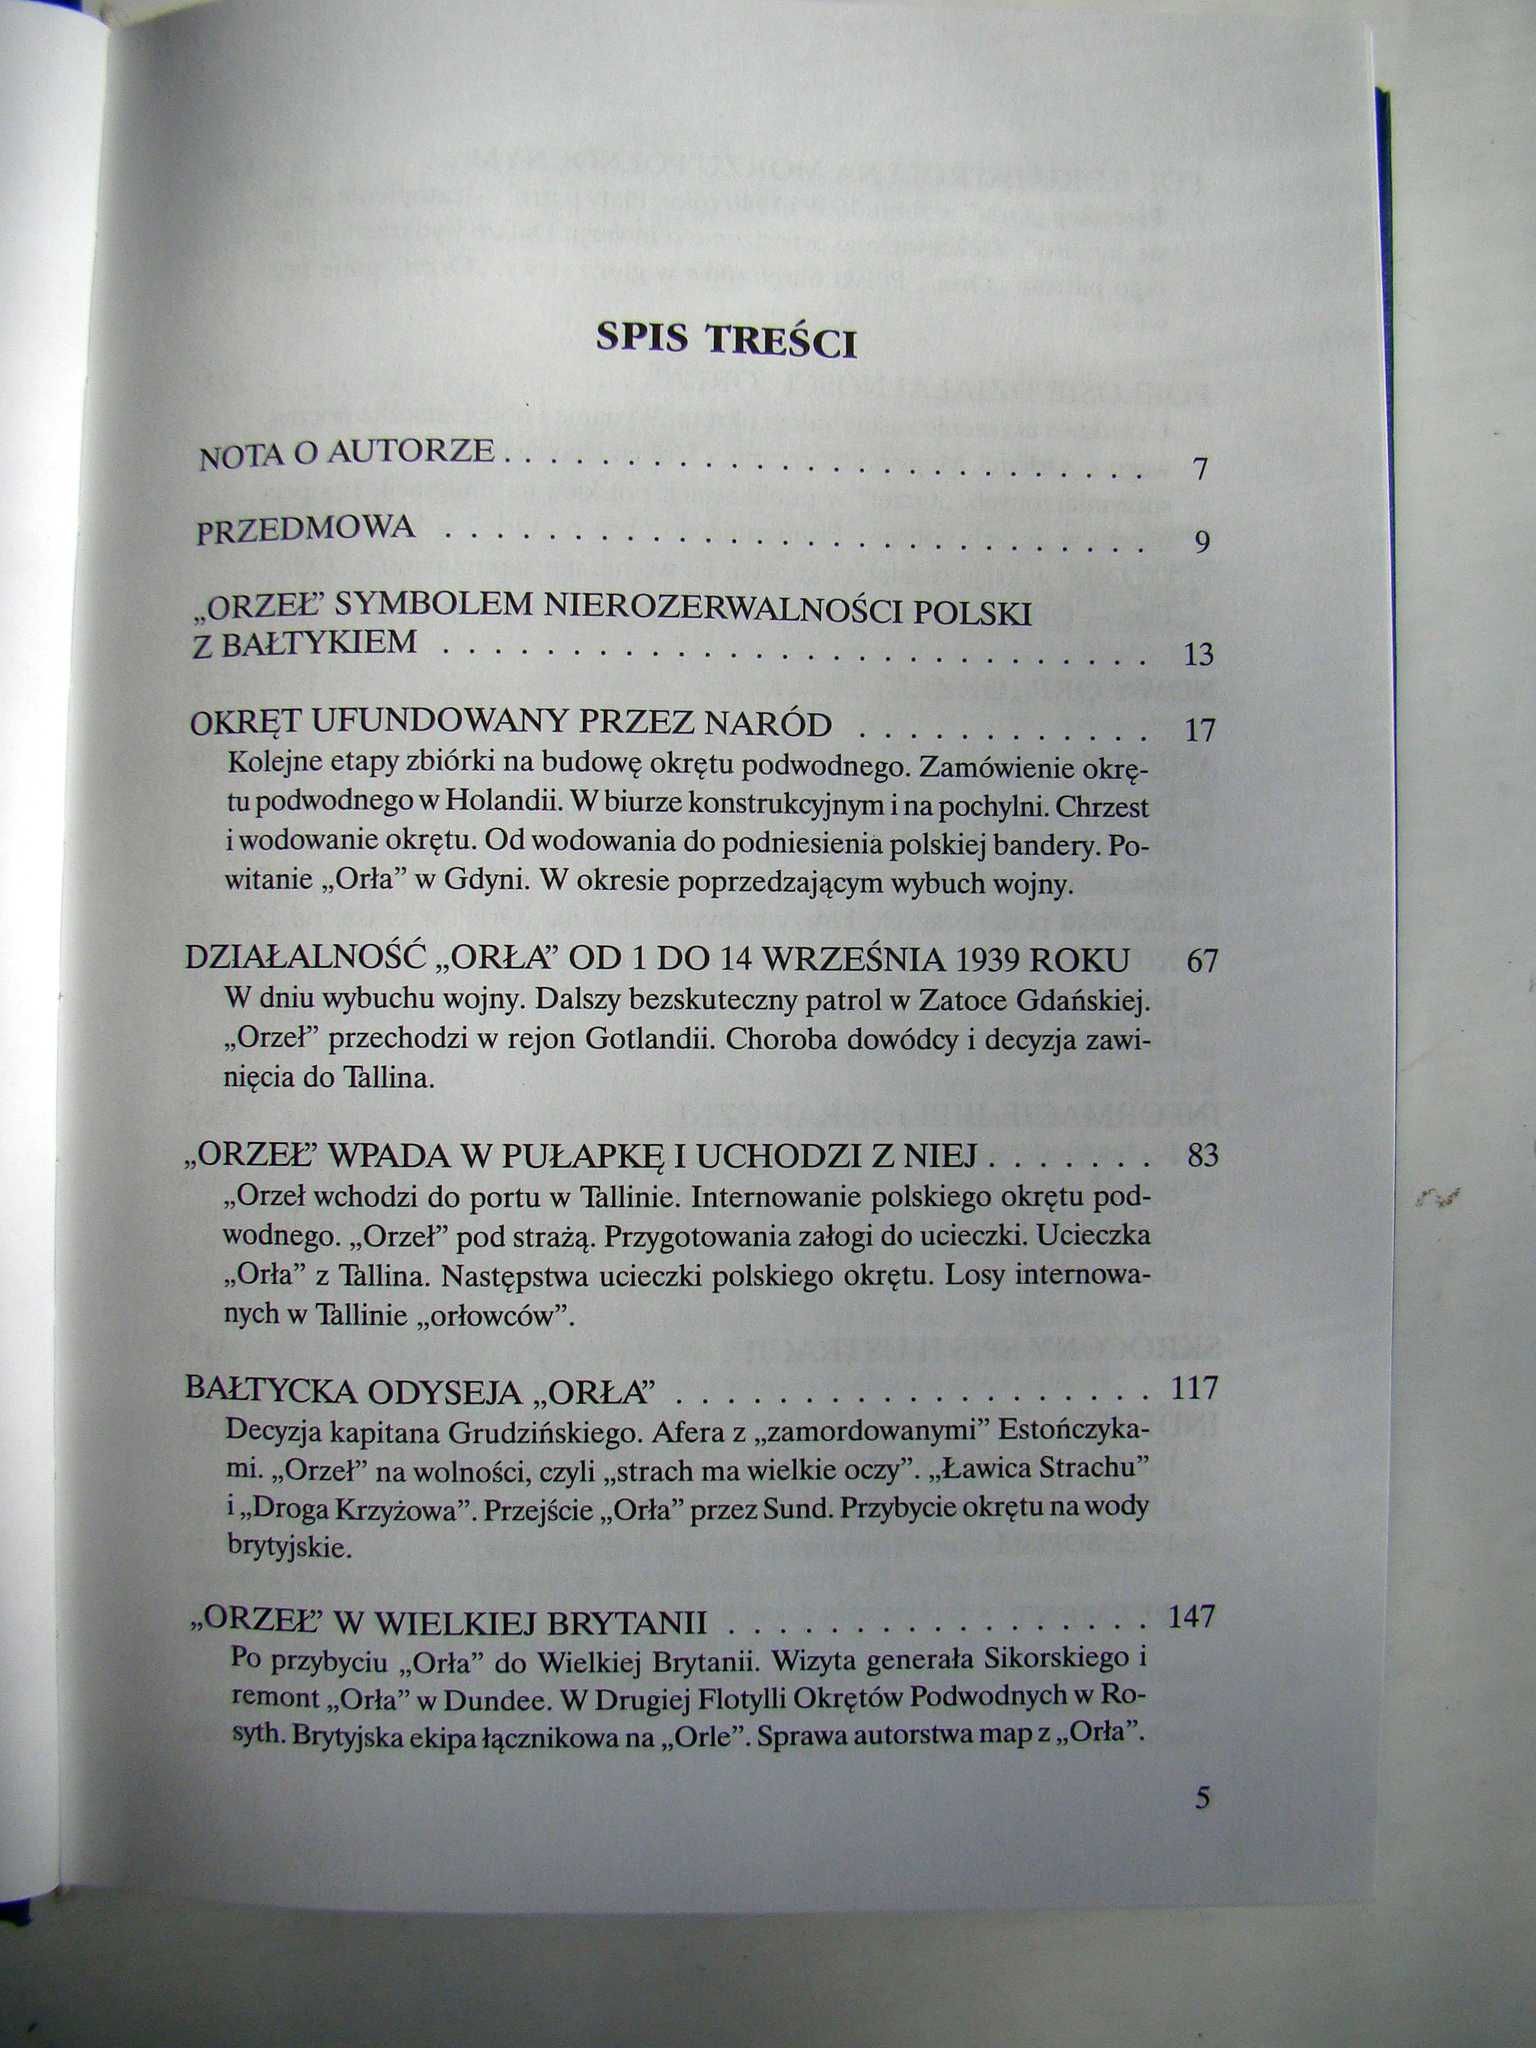 SPIS TREŚCI
NOTA O AUTORZE . . . . . . . . . . . . . . . . . . . . . . . . . . 7
PRZEDMOWA . . . . . . . . . . . . . . . . . . . . . . . . . . . . 9
„ORZEŁ” SYMBOLEM NIEROZERWALNOŚCI POLSKI
Z BAŁTYKIEM . . . . . . . . . . . . . . . . . . . . . . . . . . . . 13
OKRĘT UFUNDOWANY PRZEZ NARÓD . . . . . . . . . . . . 17
Kolejne etapy zbiórki na budowę okrętu podwodnego. Zamówienie okrę-
tu podwodnego w Holandii. W biurze konstrukcyjnym i na pochylni. Chrzest
i wodowanie okrętu. Od wodowania do podniesienia polskiej bandery. Po-
witanie „Orła” w Gdyni. W okresie poprzedzającym wybuch wojny.
DZIAŁALNOŚĆ „ORŁA” OD 1 DO 14 WRZEŚNIA 1939 ROKU 67
W dniu wybuchu wojny. Dalszy bezskuteczny patrol w Zatoce Gdańskiej.
„Orzeł” przechodzi w rejon Gotlandii. Choroba dowódcy i decyzja zawi-
nięcia do Tallina.
„ORZEŁ” WPADA W PUŁAPKĘ I UCHODZI Z NIEJ . . . . . . . 83
„Orzeł wchodzi do portu w Tallinie. Internowanie polskiego okrętu pod-
wodnego. „Orzeł” pod strażą. Przygotowania załogi do ucieczki. Ucieczka
„Orła” z Tallina. Następstwa ucieczki polskiego okrętu. Losy internowa-
nych w Tallinie „orłowców”.
BAŁTYCKA ODYSEJA „ORŁA” . . . . . . . . . . . . . . . . . . . 117
Decyzja kapitana Grudzińskiego. Afera z „zamordowanymi” Estończyka-
mi. „Orzeł” na wolności, czyli „strach ma wielkie oczy”. „Ławica Strachu”
i „Droga Krzyżowa”. Przejście „Orła” przez Sund. Przybycie okrętu na wody
brytyjskie.
„ORZEŁ” W WIELKIEJ BRYTANII . . . . . . . . . . . . . . . . . 147
Po przybyciu „Orła” do Wielkiej Brytanii. Wizyta generała Sikorskiego i
remont „Orła” w Dundee. W Drugiej Flotylli Okrętów Podwodnych w Ro-
syth. Brytyjska ekipa łącznikowa na „Orle”. Sprawa autorstwa map z „Orła”.
5